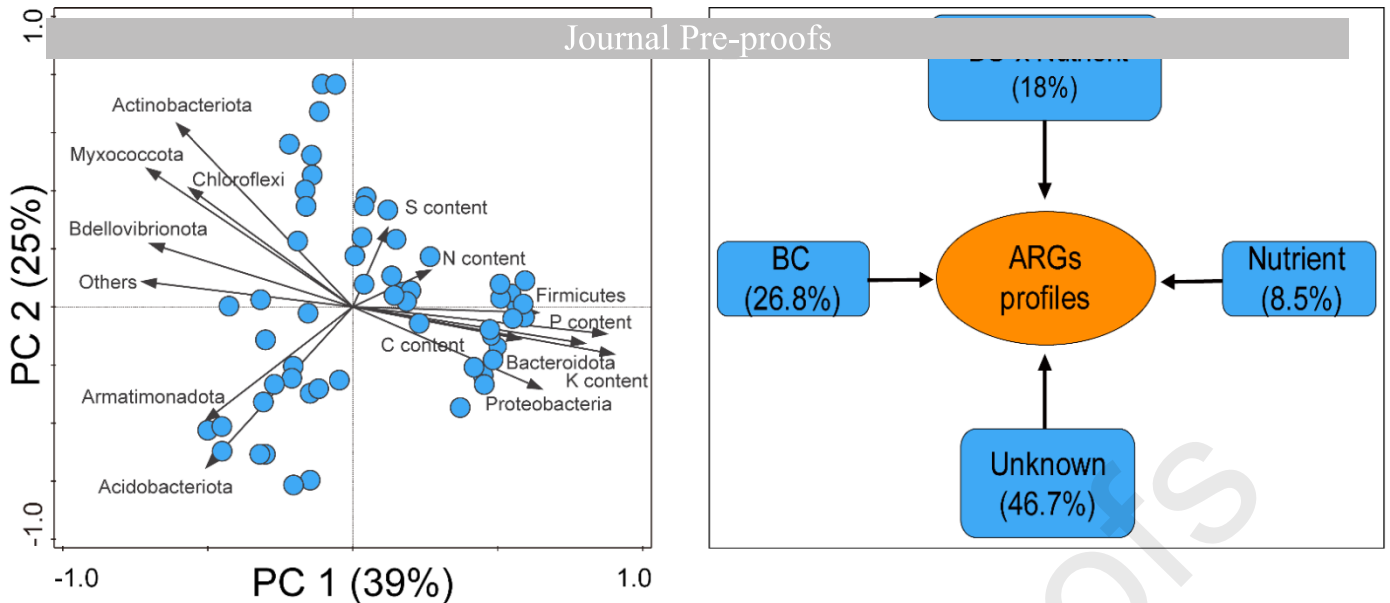 Journal Pre-proofs
1.0
Actinobacteriota
Myxococcota
Chloroflexi
S content
Bdellovibrionota
N content
Others
Firmicutes
P content
C content
Bacteroidota
K content
Armatimonadota
Proteobacteria
Acidobacteriota
PC 2 (25%)
-1.0
-1.0
PC 1 (39%)
1.0
(18%)
BC
(26.8%)
ARGs
profiles
Nutrient
(8.5%)
Unknown
(46.7%)
ofs